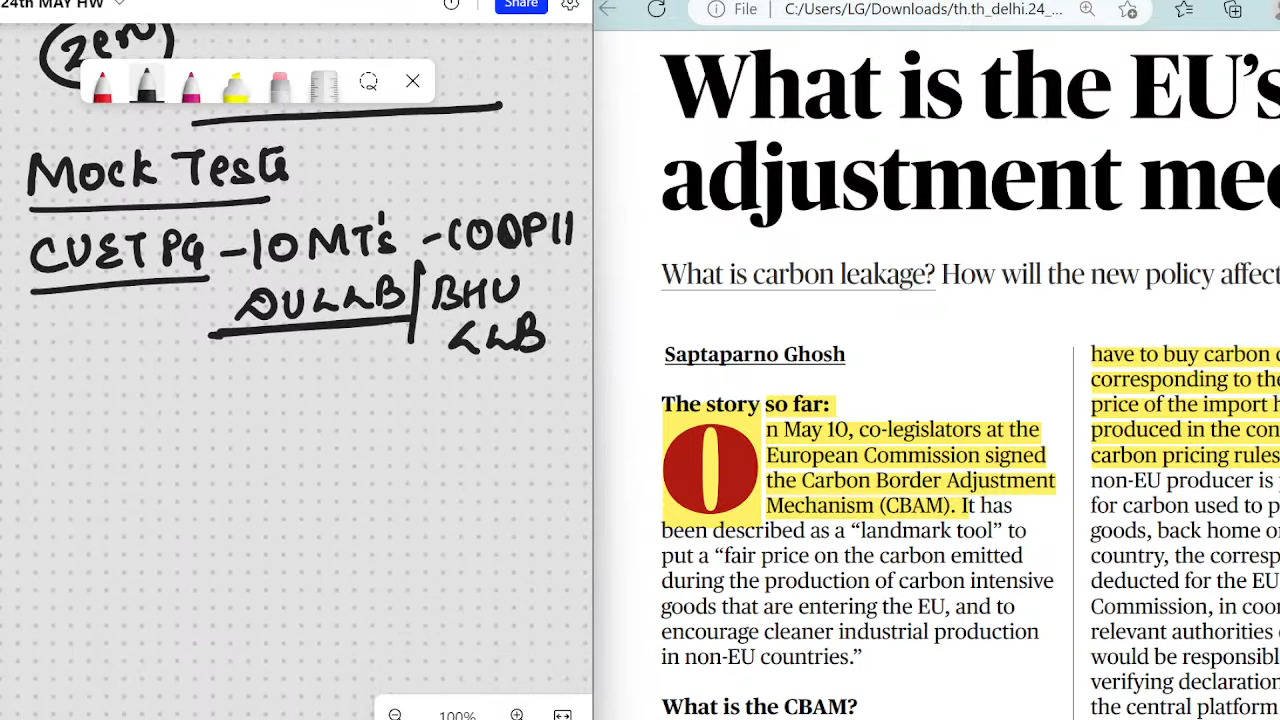 24th MAY HW
Share
zero
Mock Tests
CUET PG - 10 MT's - COQP11
DU LLB | BHU
LLB
100%
File C:/Users/LG/Downloads/th.th_delhi.24_...
What is the EU's
adjustment mec
What is carbon leakage? How will the new policy affect
Saptaparno Ghosh
The story so far:
On May 10, co-legislators at the
European Commission signed
the Carbon Border Adjustment
Mechanism (CBAM). It has
been described as a “landmark tool” to
put a “fair price on the carbon emitted
during the production of carbon intensive
goods that are entering the EU, and to
encourage cleaner industrial production
in non-EU countries.”
What is the CBAM?
have to buy carbon c
corresponding to the
price of the import h
produced in the con
carbon pricing rules
non-EU producer is
for carbon used to p
goods, back home o
country, the corresp
deducted for the EU
Commission, in coo
relevant authorities
would be responsibl
verifying declaration
the central platform